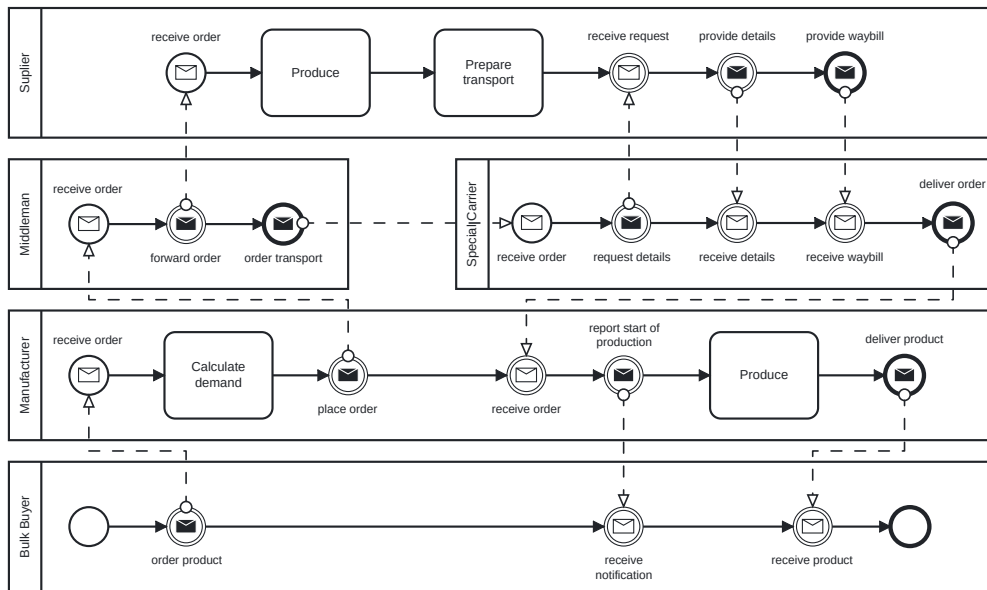 Suplier
receive order
Produce
Prepare
transport
receive request
provide details
provide waybill
Middleman
receive order
forward order
order transport
Special Carrier
receive order
request details
receive details
receive waybill
deliver order
Manufacturer
receive order
Calculate
demand
place order
receive order
report start of
production
Produce
deliver product
Bulk Buyer
order product
receive
notification
receive product